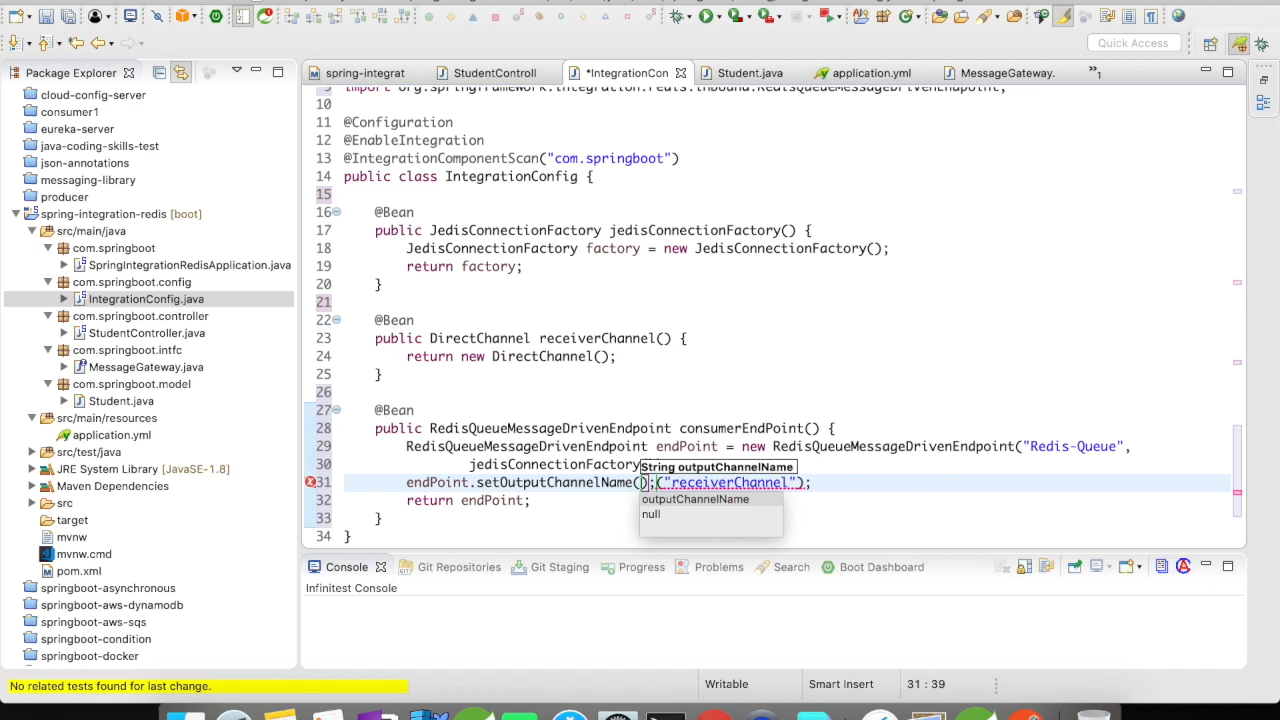 Quick Access
Package Explorer
spring-integrat
StudentControll
*IntegrationCon
Student.java
application.yml
MessageGateway.
»1
cloud-config-server
consumer1
eureka-server
java-coding-skills-test
json-annotations
messaging-library
producer
spring-integration-redis [boot]
src/main/java
com.springboot
SpringIntegrationRedisApplication.java
com.springboot.config
IntegrationConfig.java
com.springboot.controller
StudentController.java
com.springboot.intfc
MessageGateway.java
com.springboot.model
Student.java
src/main/resources
application.yml
src/test/java
JRE System Library [JavaSE-1.8]
Maven Dependencies
src
target
mvnw
mvnw.cmd
pom.xml
springboot-asynchronous
springboot-aws-dynamodb
springboot-aws-sqs
springboot-condition
springboot-docker
9 import org.springframework.integration.redis.inbound.RedisQueueMessageDrivenEndpoint;
10
11 @Configuration
12 @EnableIntegration
13 @IntegrationComponentScan("com.springboot")
14 public class IntegrationConfig {
15
16 @Bean
17 public JedisConnectionFactory jedisConnectionFactory() {
18 JedisConnectionFactory factory = new JedisConnectionFactory();
19 return factory;
20 }
21
22 @Bean
23 public DirectChannel receiverChannel() {
24 return new DirectChannel();
25 }
26
27 @Bean
28 public RedisQueueMessageDrivenEndpoint consumerEndPoint() {
29 RedisQueueMessageDrivenEndpoint endPoint = new RedisQueueMessageDrivenEndpoint("Redis-Queue",
30 jedisConnectionFactory
String outputChannelName
31 endPoint.setOutputChannelName();("receiverChannel");
outputChannelName
null
32 return endPoint;
33 }
34 }
Console
Git Repositories
Git Staging
Progress
Problems
Search
Boot Dashboard
Infinitest Console
No related tests found for last change.
Writable
Smart Insert
31 : 39